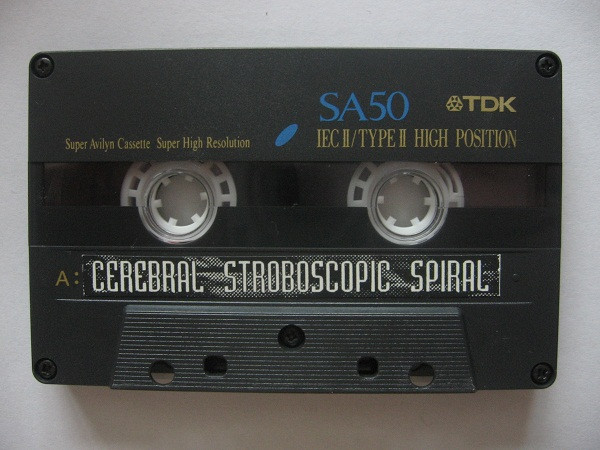 SA50 TDK
Super Avilyn Cassette Super High Resolution IEC II/TYPE II HIGH POSITION
A: CEREBRAL STROBOSCOPIC SPIRAL